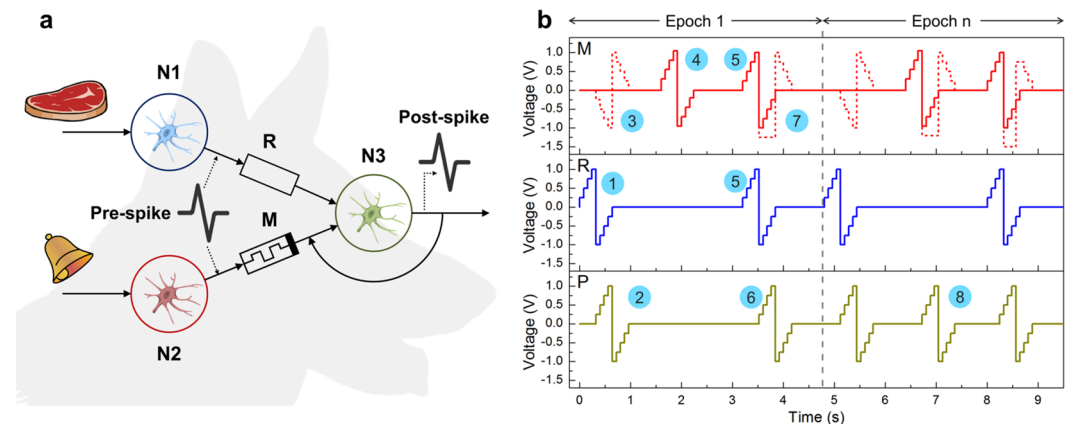 a
N1
R
Post-spike
N3
Pre-spike
M
N2
b
Epoch 1
Epoch n
M
1.0
0.5
0.0
-0.5
-1.0
-1.5
Voltage (V)
3
4
5
7
R
1.0
0.5
0.0
-0.5
-1.0
-1.5
Voltage (V)
1
5
P
1.0
0.5
0.0
-0.5
-1.0
-1.5
Voltage (V)
2
6
8
0 1 2 3 4 5 6 7 8 9
Time (s)